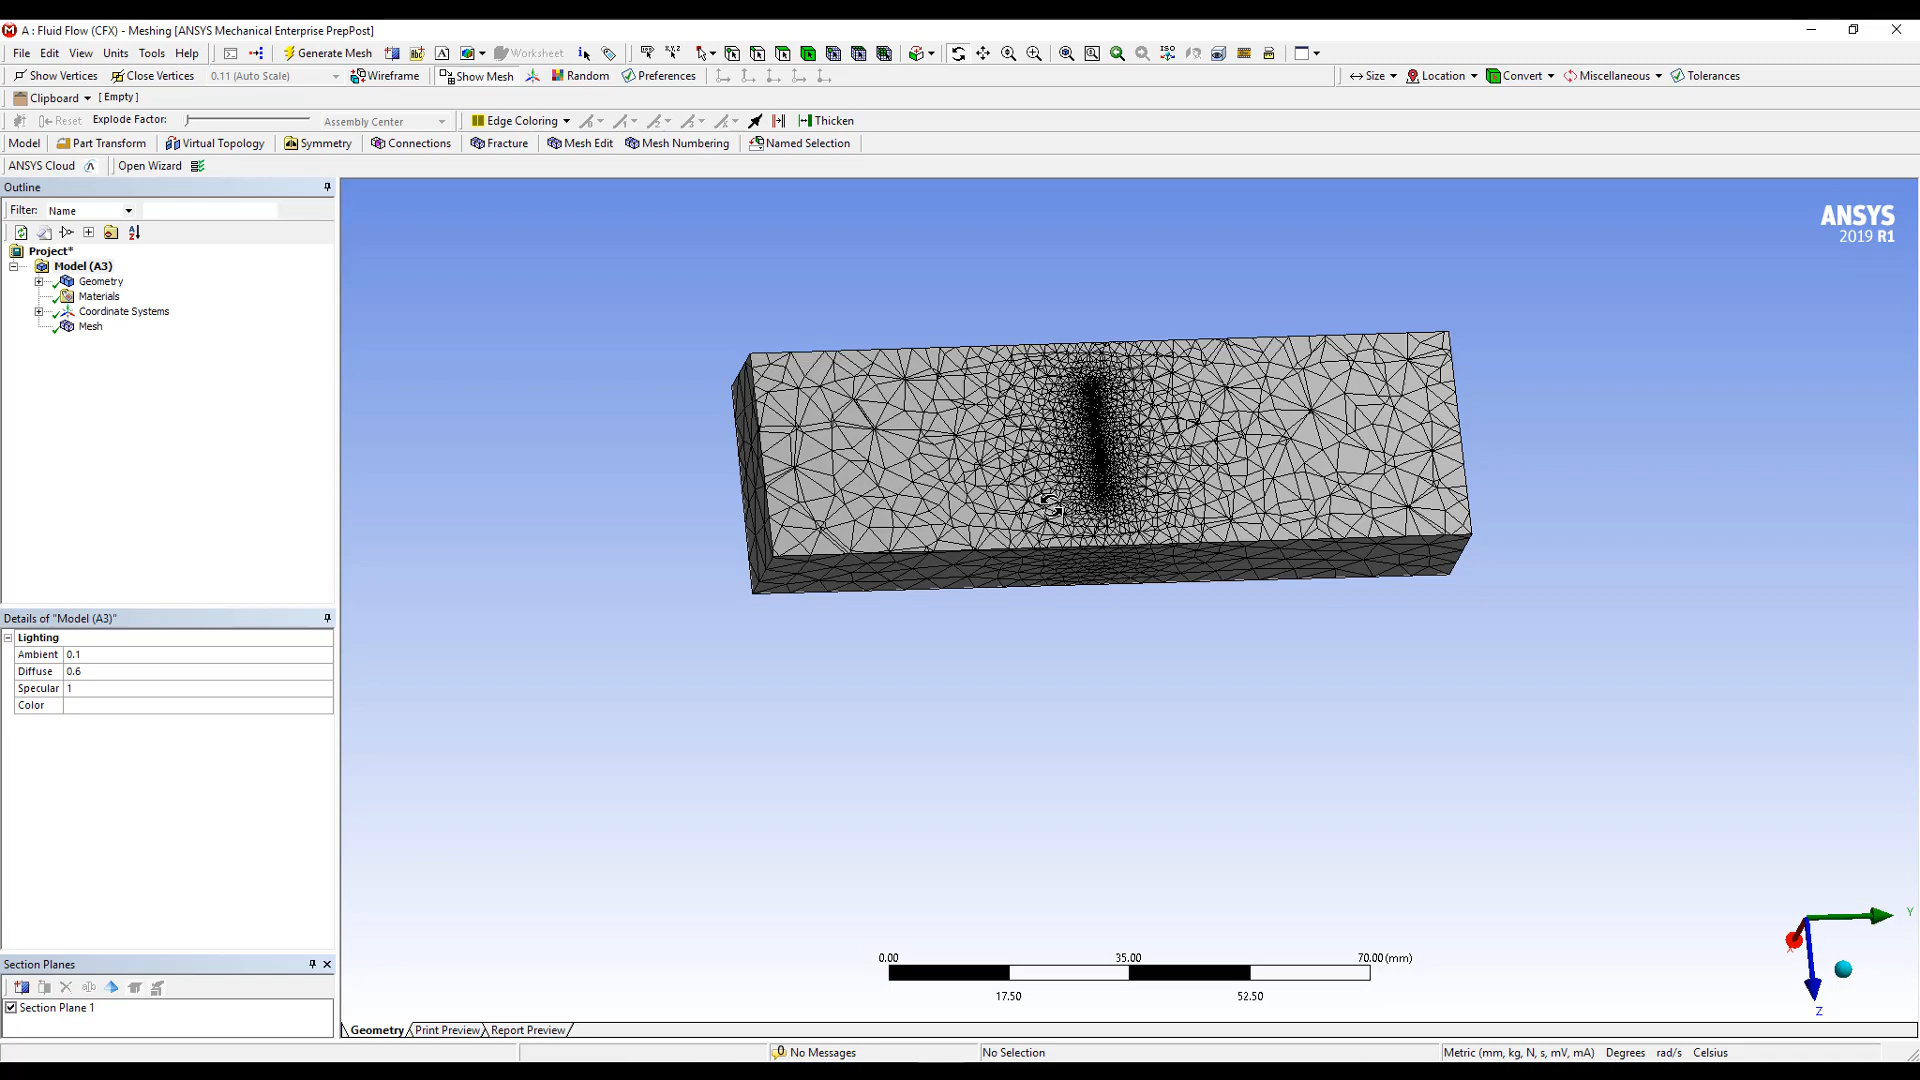 A : Fluid Flow (CFX) - Meshing [ANSYS Mechanical Enterprise PrepPost]
File Edit View Units Tools Help Generate Mesh Worksheet
Show Vertices Close Vertices 0.11 (Auto Scale) Wireframe Show Mesh Random Preferences Size Location Convert Miscellaneous Tolerances
Clipboard [ Empty ]
Reset Explode Factor: Assembly Center Edge Coloring Thicken
Model Part Transform Virtual Topology Symmetry Connections Fracture Mesh Edit Mesh Numbering Named Selection
ANSYS Cloud Open Wizard
Outline
Filter: Name
Project*
Model (A3)
Geometry
Materials
Coordinate Systems
Mesh
ANSYS
2019 R1
Details of "Model (A3)"
Lighting
Ambient 0.1
Diffuse 0.6
Specular 1
Color
Section Planes
Section Plane 1
0.00 35.00 70.00 (mm)
17.50 52.50
Y
X
Z
Geometry Print Preview Report Preview
0 No Messages No Selection Metric (mm, kg, N, s, mV, mA) Degrees rad/s Celsius